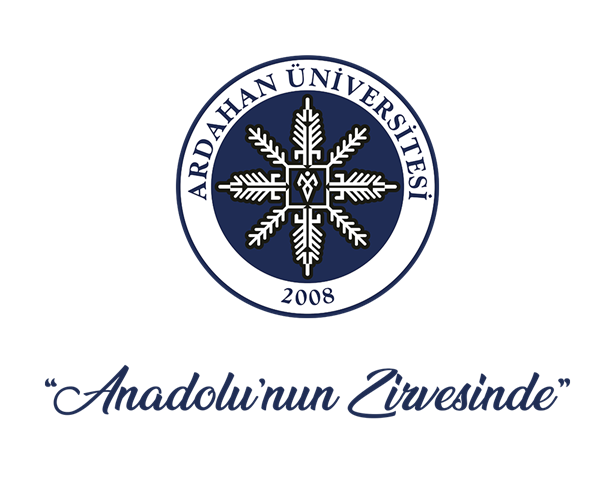 ARDAHAN ÜNİVERSİTESİ
2008
“Anadolu’nun Zirvesinde”